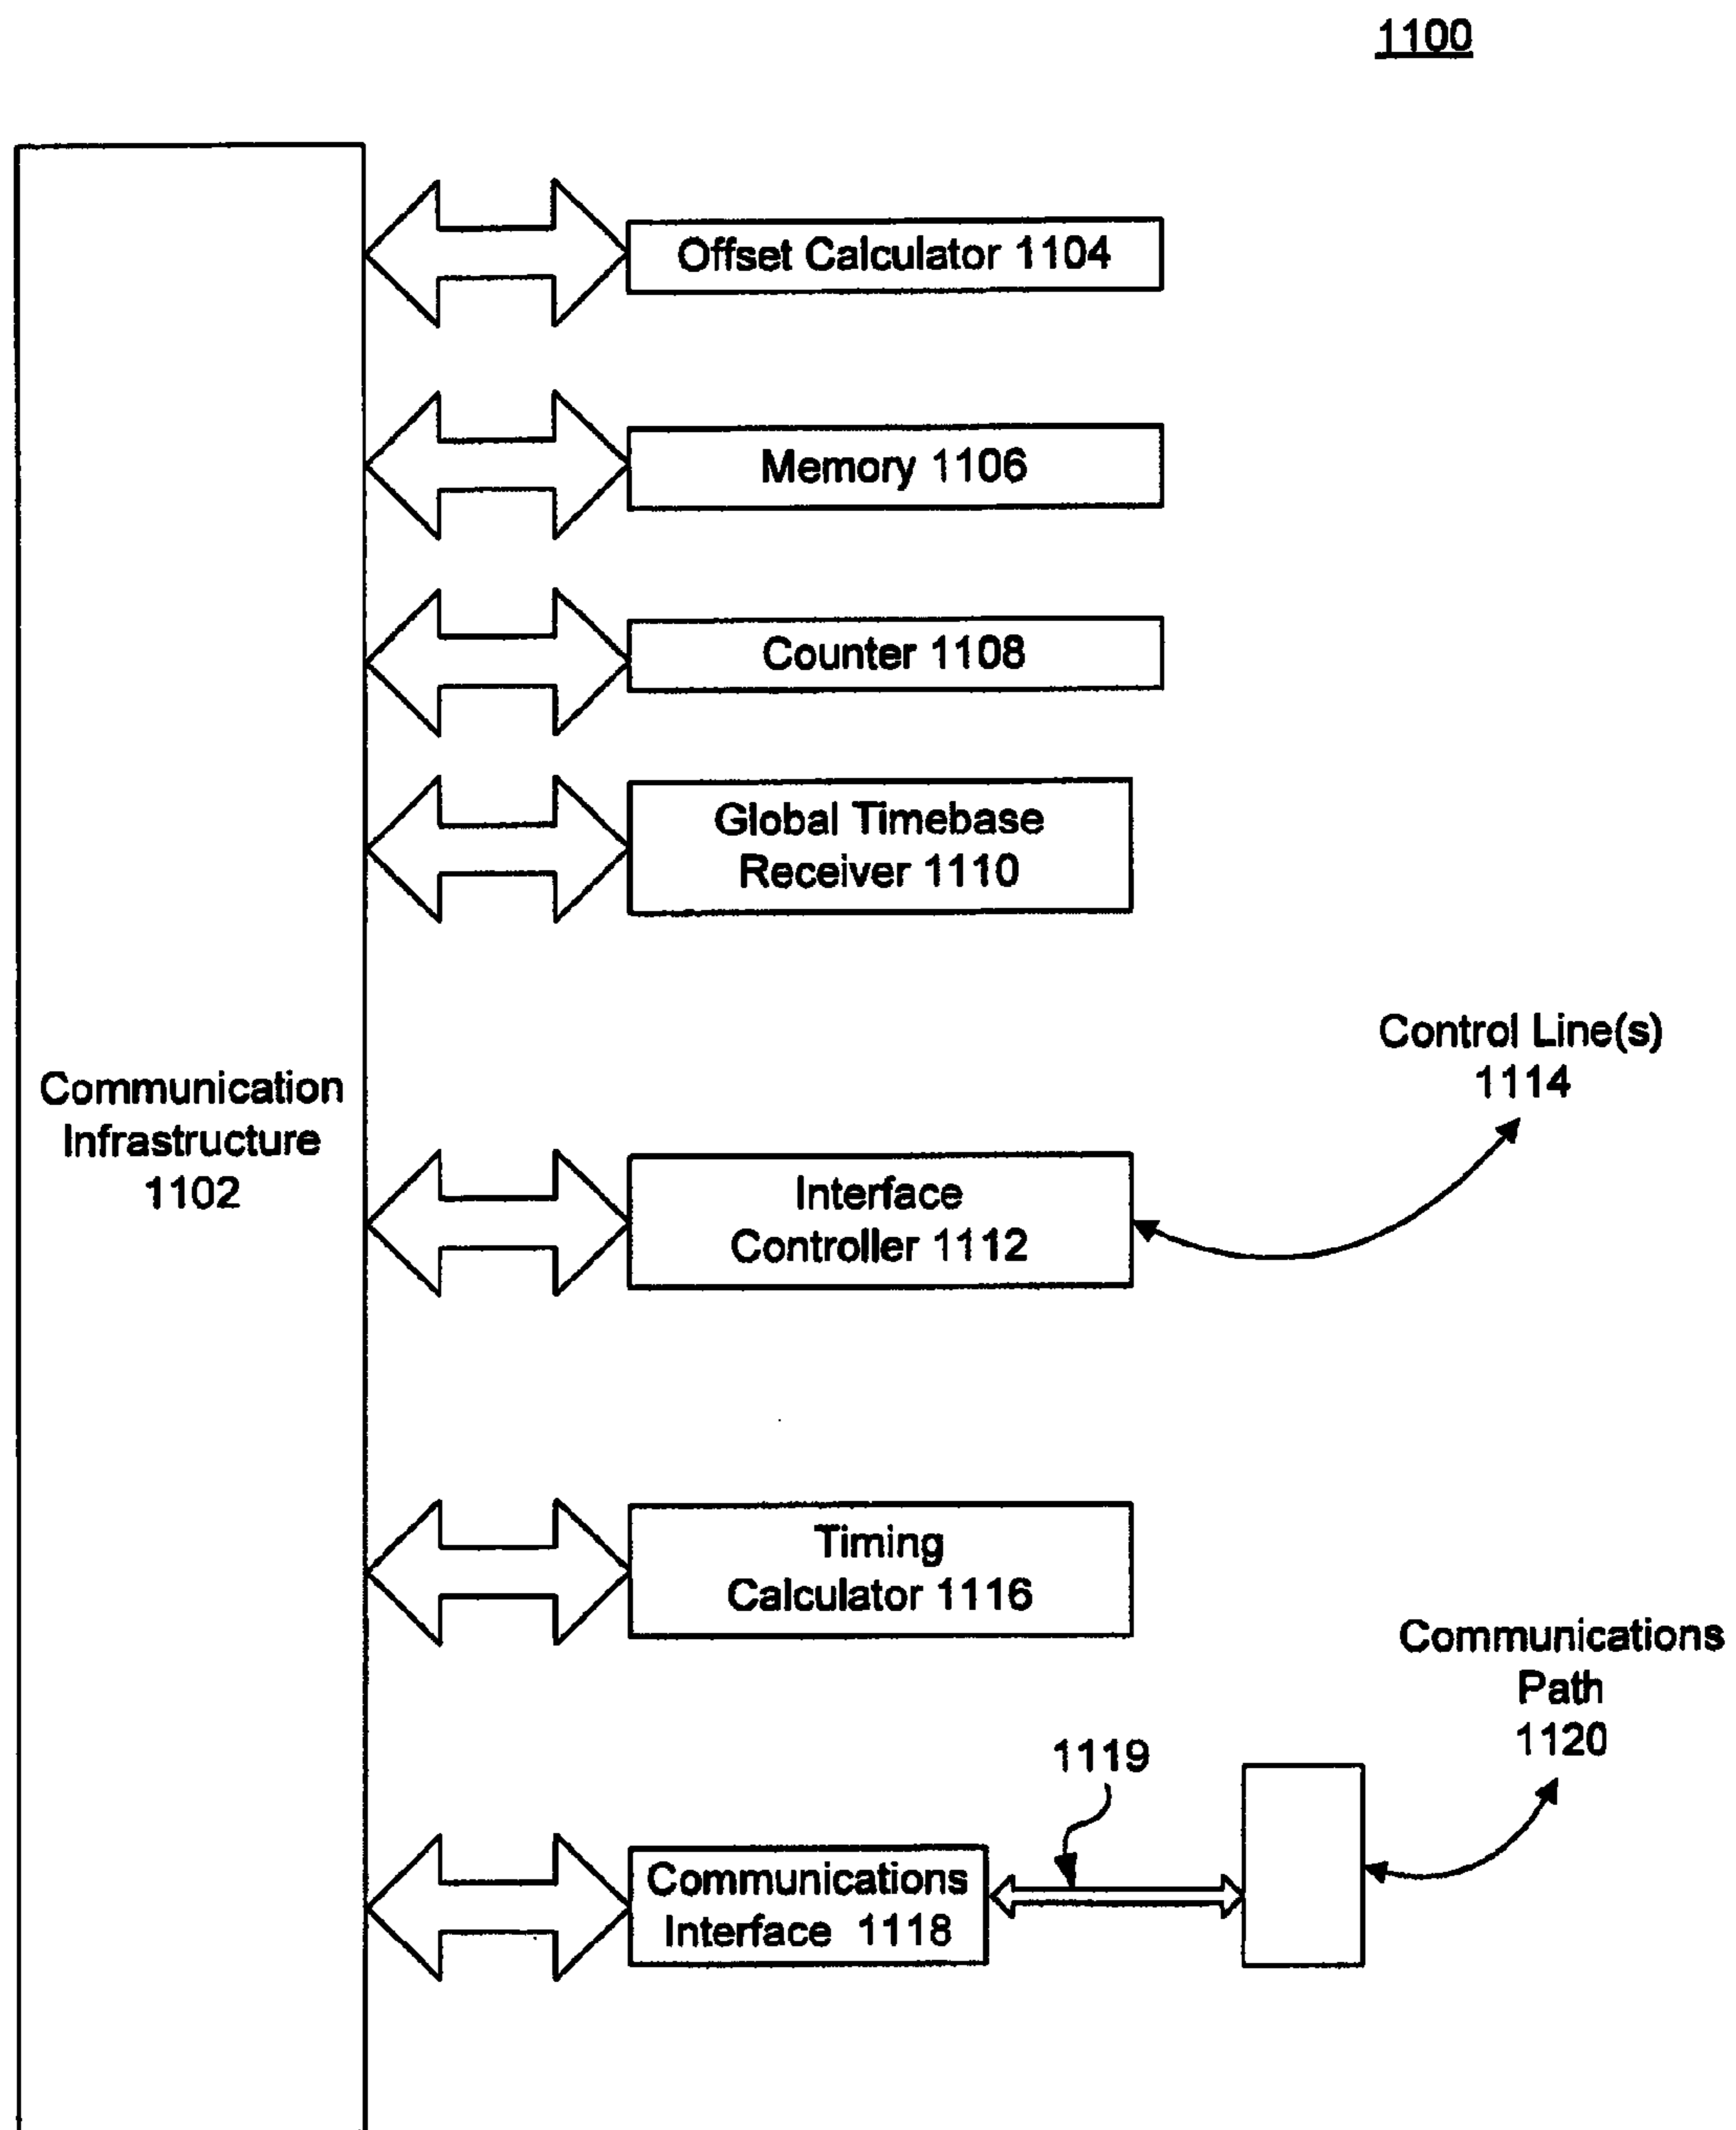 1100
Offset Calculator 1104
Memory 1106
Counter 1108
Global Timebase
Receiver 1110
Control Line(s)
1114
Communication
Infrastructure
1102
Interface
Controller 1112
Timing
Calculator 1116
Communications
Path
1120
1119
Communications
Interface 1118